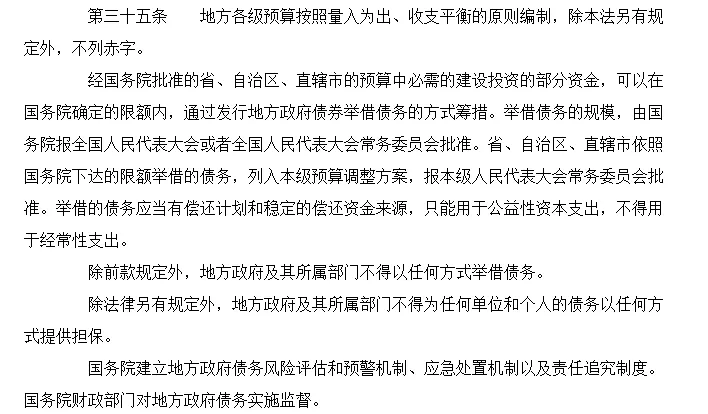 第三十五条　　地方各级预算按照量入为出、收支平衡的原则编制，除本法另有规
定外，不列赤字。
经国务院批准的省、自治区、直辖市的预算中必需的建设投资的部分资金，可以在
国务院确定的限额内，通过发行地方政府债券举借债务的方式筹措。举借债务的规模，由国
务院报全国人民代表大会或者全国人民代表大会常务委员会批准。省、自治区、直辖市依照
国务院下达的限额举借的债务，列入本级预算调整方案，报本级人民代表大会常务委员会批
准。举借的债务应当有偿还计划和稳定的偿还资金来源，只能用于公益性资本支出，不得用
于经常性支出。
除前款规定外，地方政府及其所属部门不得以任何方式举借债务。
除法律另有规定外，地方政府及其所属部门不得为任何单位和个人的债务以任何方
式提供担保。
国务院建立地方政府债务风险评估和预警机制、应急处置机制以及责任追究制度。
国务院财政部门对地方政府债务实施监督。